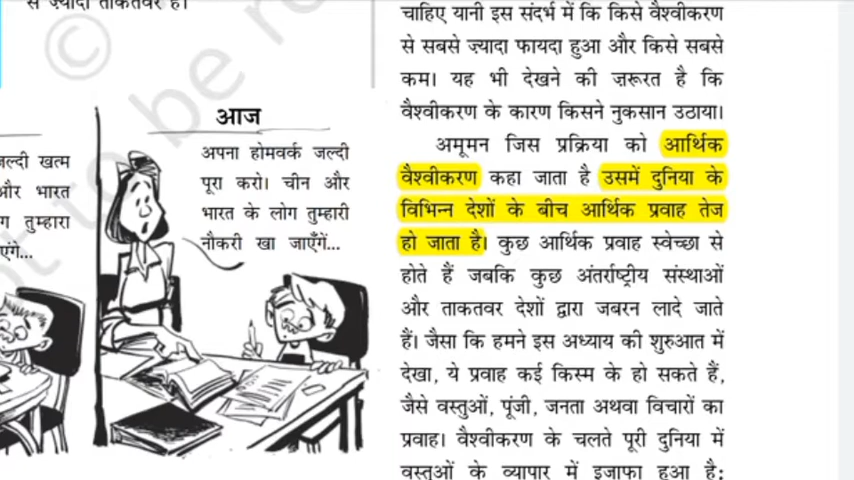 से ज़्यादा ताकतवर है।
जल्दी खत्म
और भारत
तुम्हारा
आज
अपना होमवर्क जल्दी
पूरा करो। चीन और
भारत के लोग तुम्हारी
नौकरी खा जाएँगें...
चाहिए यानी इस संदर्भ में कि किसे वैश्वीकरण
से सबसे ज़्यादा फायदा हुआ और किसे सबसे
कम। यह भी देखने की ज़रूरत है कि
वैश्वीकरण के कारण किसने नुकसान उठाया।
अमूमन जिस प्रक्रिया को आर्थिक
वैश्वीकरण कहा जाता है उसमें दुनिया के
विभिन्न देशों के बीच आर्थिक प्रवाह तेज
हो जाता है। कुछ आर्थिक प्रवाह स्वेच्छा से
होते हैं जबकि कुछ अंतर्राष्ट्रीय संस्थाओं
और ताकतवर देशों द्वारा जबरन लादे जाते
हैं। जैसा कि हमने इस अध्याय की शुरुआत में
देखा, ये प्रवाह कई किस्म के हो सकते हैं,
जैसे वस्तुओं, पूंजी, जनता अथवा विचारों का
प्रवाह। वैश्वीकरण के चलते पूरी दुनिया में
वस्तुओं के व्यापार में इजाफा हुआ है;